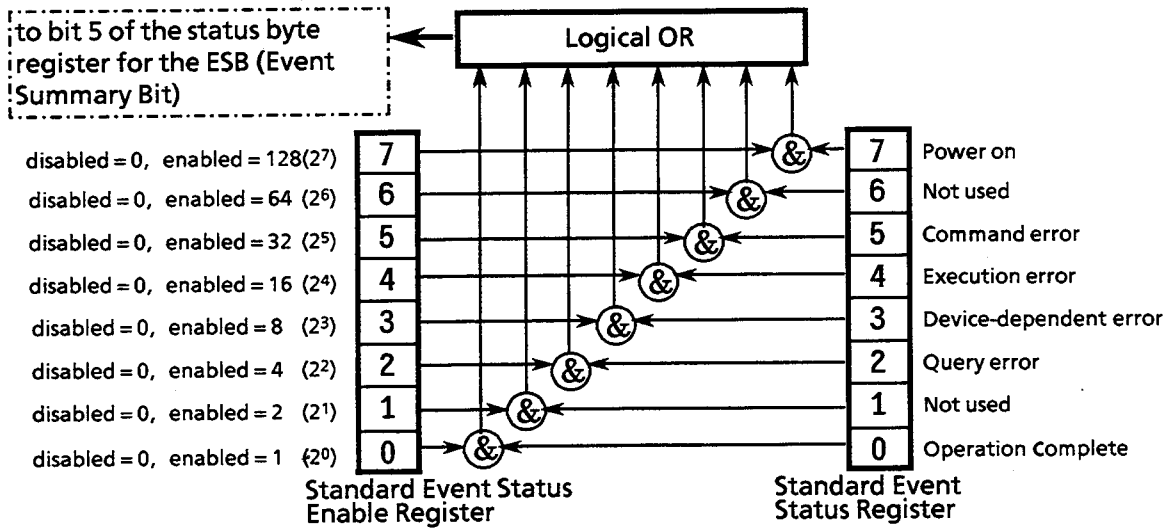 to bit 5 of the status byte
register for the ESB (Event
Summary Bit)
Logical OR
disabled = 0, enabled = 128(2⁷) 7 & 7 Power on
disabled = 0, enabled = 64 (2⁶) 6 & 6 Not used
disabled = 0, enabled = 32 (2⁵) 5 & 5 Command error
disabled = 0, enabled = 16 (2⁴) 4 & 4 Execution error
disabled = 0, enabled = 8 (2³) 3 & 3 Device-dependent error
disabled = 0, enabled = 4 (2²) 2 & 2 Query error
disabled = 0, enabled = 2 (2¹) 1 & 1 Not used
disabled = 0, enabled = 1 (2⁰) 0 & 0 Operation Complete
Standard Event Status
Enable Register
Standard Event
Status Register